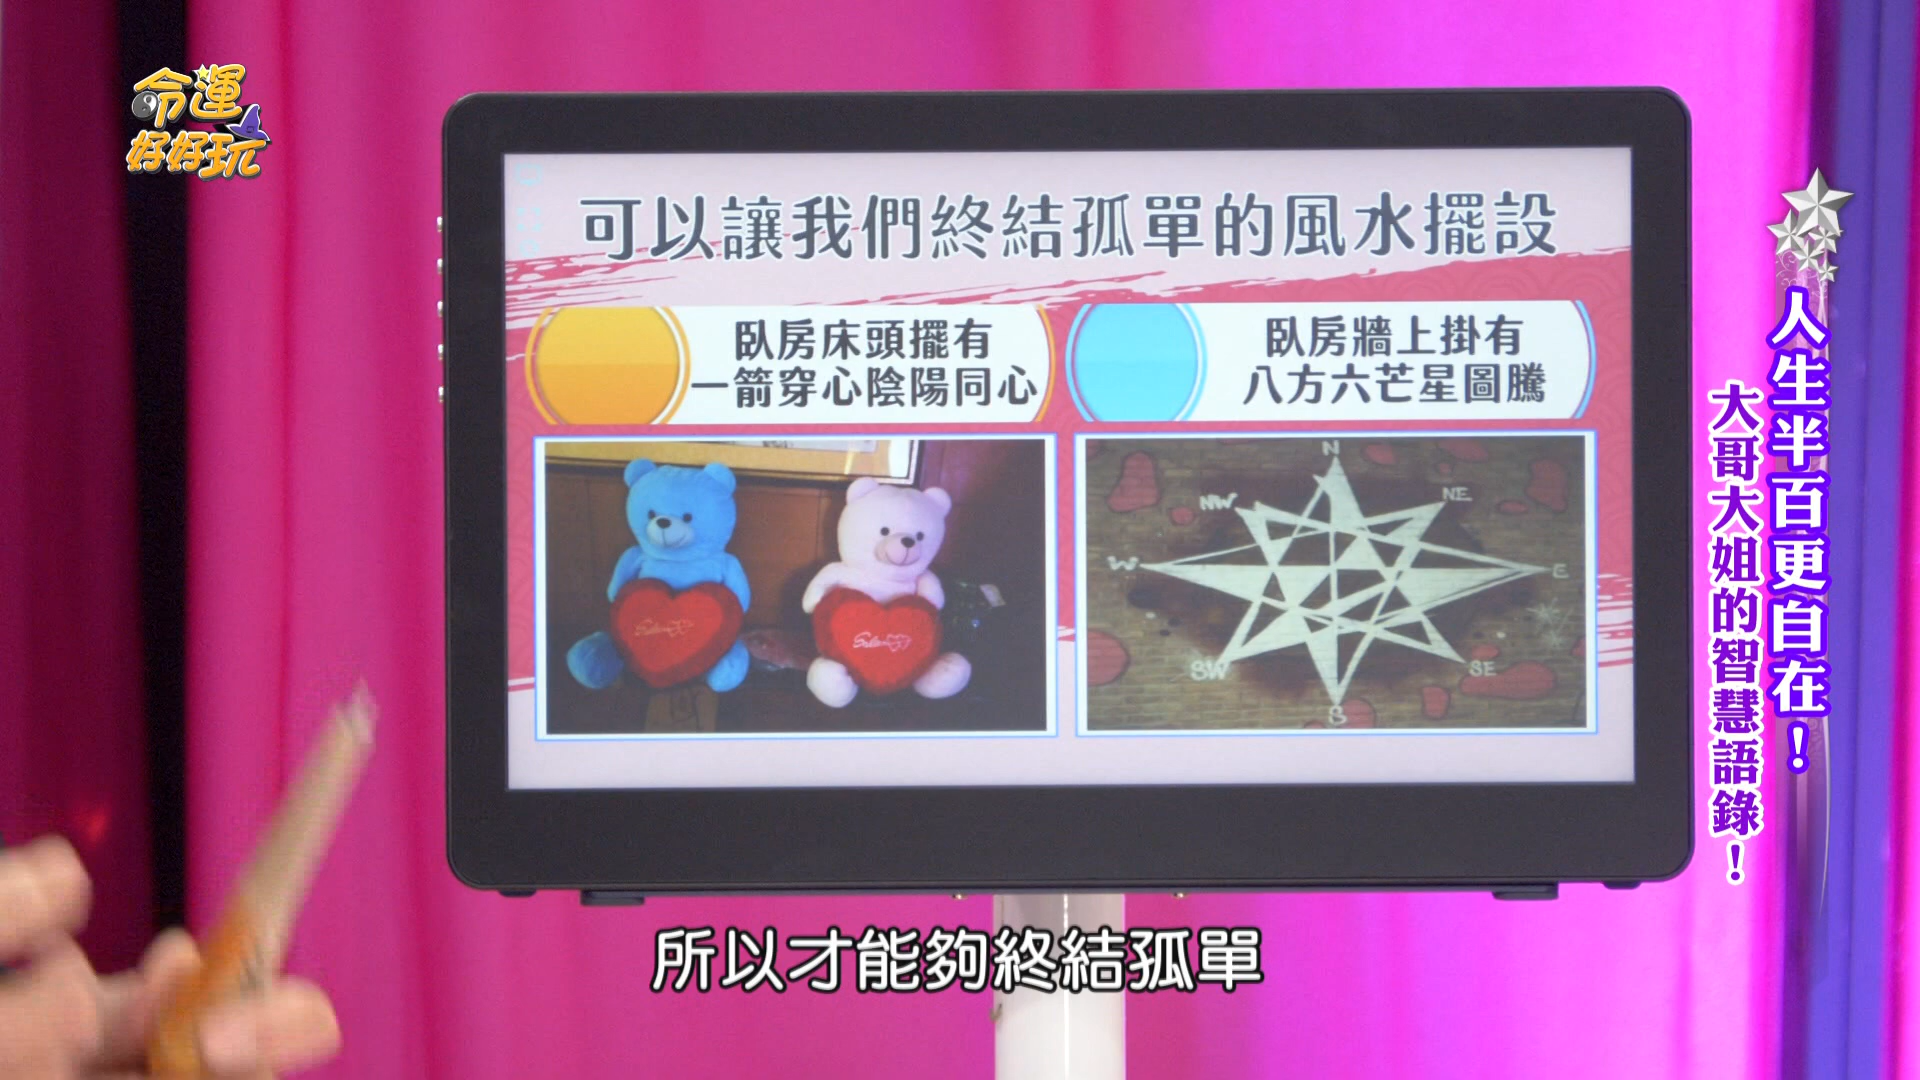 命運
好好玩
可以讓我們終結孤單的風水擺設
臥房床頭擺有
一箭穿心陰陽同心
臥房牆上掛有
八方六芒星圖騰
N
NW
NE
W
E
SW
SE
S
人生半百更自在！
大哥大姐的智慧語錄！
所以才能夠終結孤單